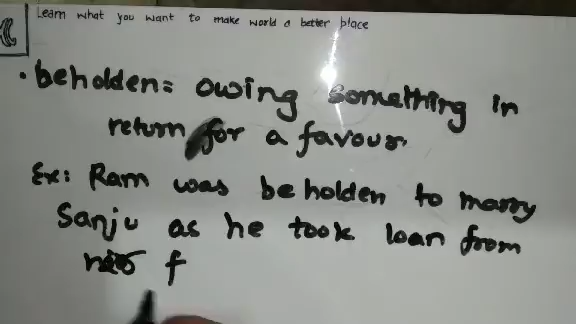 Learn what you want to make world a better place
• beholden: owing something in
return for a favour.
Ex: Ram was beholden to marry
Sanju as he took loan from
f